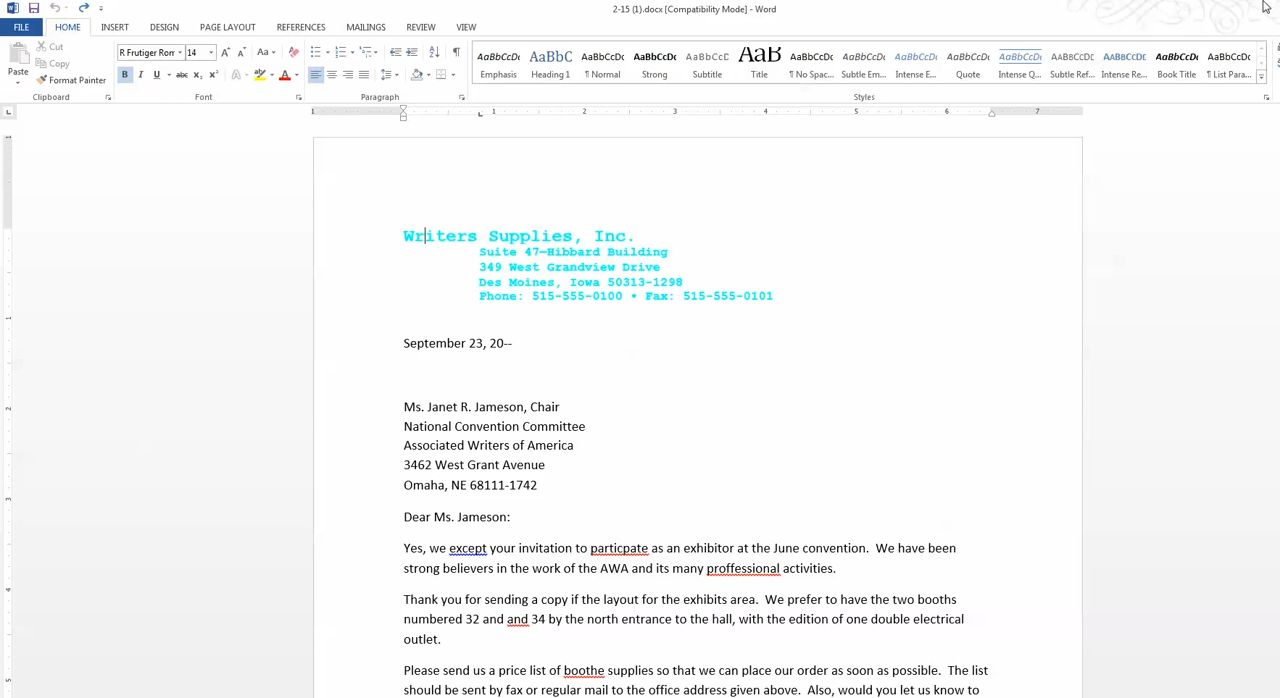 2-15 (1).docx [Compatibility Mode] - Word
FILE HOME INSERT DESIGN PAGE LAYOUT REFERENCES MAILINGS REVIEW VIEW
Cut
Copy
Format Painter
Paste
Clipboard
R Frutiger Rom 14
Font
Paragraph
AaBbCcDc AaBbC AaBbCcDc AaBbCcDc AaBbCcD AaB AaBbCcDc AaBbCcDc AaBbCcDc AaBbCcDc AaBbCcDc AABBCCDC AABBCCDC AaBbCcDc AaBbCcDc
Emphasis Heading 1 ¶ Normal Strong Subtitle Title ¶ No Spac... Subtle Em... Intense E... Quote Intense Q... Subtle Ref... Intense Re... Book Title ¶ List Para...
Styles
1 1 2 3 4 5 6 7
Writers Supplies, Inc.
Suite 47—Hibbard Building
349 West Grandview Drive
Des Moines, Iowa 50313-1298
Phone: 515-555-0100 • Fax: 515-555-0101
September 23, 20--
Ms. Janet R. Jameson, Chair
National Convention Committee
Associated Writers of America
3462 West Grant Avenue
Omaha, NE 68111-1742
Dear Ms. Jameson:
Yes, we except your invitation to particpate as an exhibitor at the June convention. We have been
strong believers in the work of the AWA and its many proffessional activities.
Thank you for sending a copy if the layout for the exhibits area. We prefer to have the two booths
numbered 32 and and 34 by the north entrance to the hall, with the edition of one double electrical
outlet.
Please send us a price list of boothe supplies so that we can place our order as soon as possible. The list
should be sent by fax or regular mail to the office address given above. Also, would you let us know to